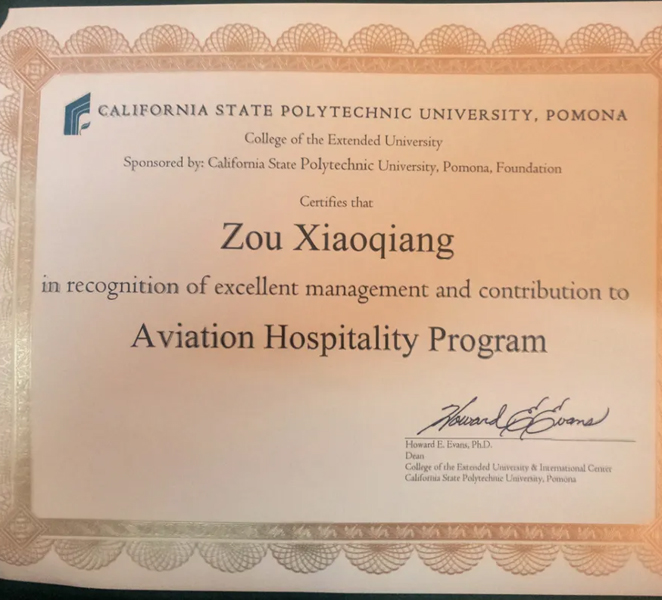 CALIFORNIA STATE POLYTECHNIC UNIVERSITY, POMONA
College of the Extended University
Sponsored by: California State Polytechnic University, Pomona, Foundation
Certifies that
Zou Xiaoqiang
in recognition of excellent management and contribution to
Aviation Hospitality Program
Howard E Evans
Howard E. Evans, Ph.D.
Dean
College of the Extended University & International Center
California State Polytechnic University, Pomona